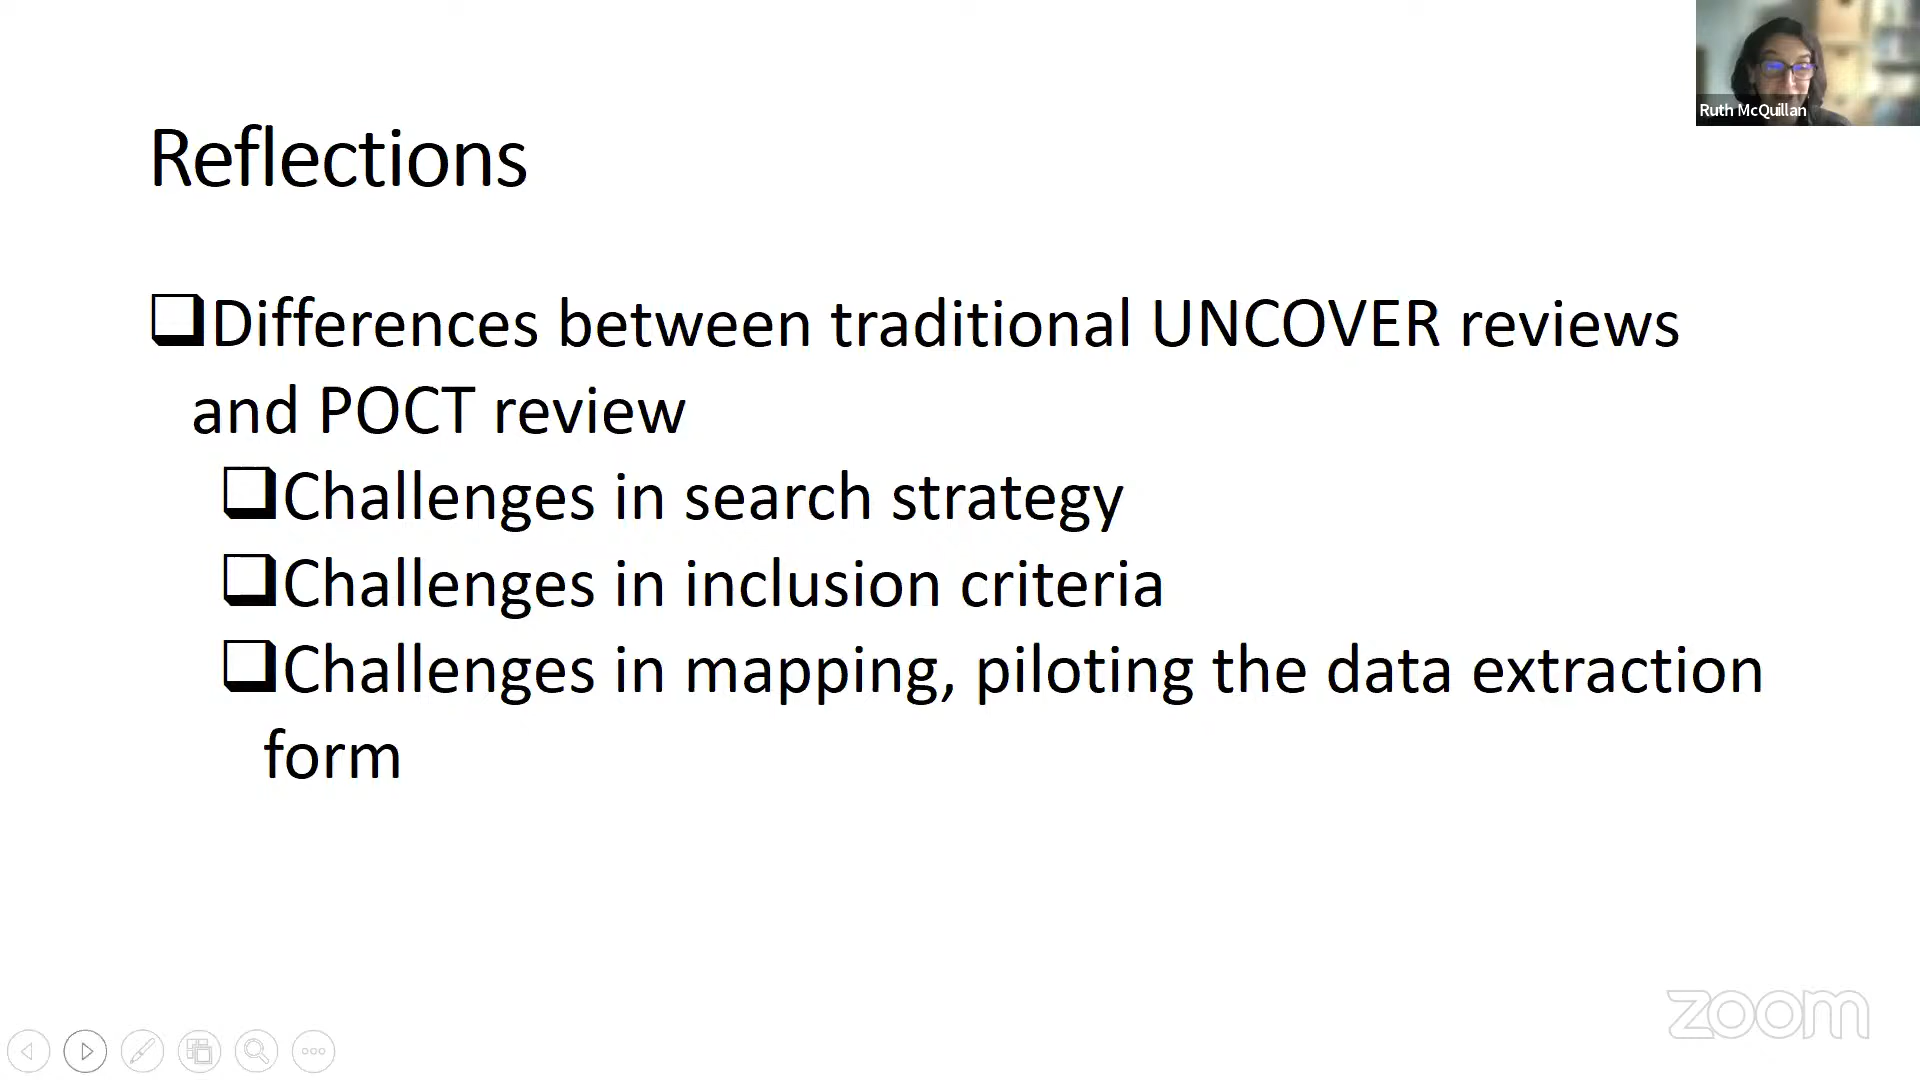 Ruth McQuillan
Reflections
Differences between traditional UNCOVER reviews
and POCT review
Challenges in search strategy
Challenges in inclusion criteria
Challenges in mapping, piloting the data extraction
form
zoom